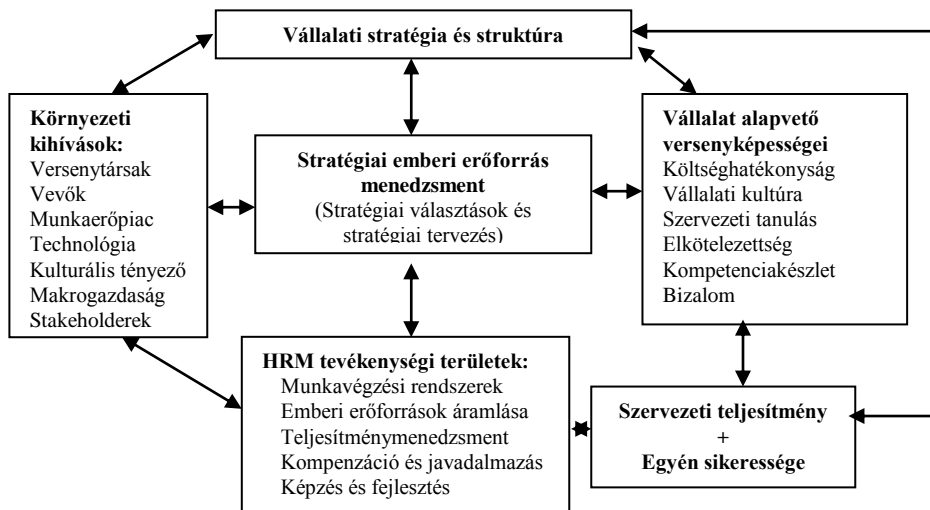 Vállalati stratégia és struktúra
Környezeti
kihívások:
Versenytársak
Vevők
Munkaerőpiac
Technológia
Kulturális tényező
Makrogazdaság
Stakeholderek
Stratégiai emberi erőforrás
menedzsment
(Stratégiai választások és
stratégiai tervezés)
Vállalat alapvető
versenyképességei
Költséghatékonyság
Vállalati kultúra
Szervezeti tanulás
Elkötelezettség
Kompetenciakészlet
Bizalom
HRM tevékenységi területek:
Munkavégzési rendszerek
Emberi erőforrások áramlása
Teljesítménymenedzsment
Kompenzáció és javadalmazás
Képzés és fejlesztés
Szervezeti teljesítmény
+
Egyén sikeressége